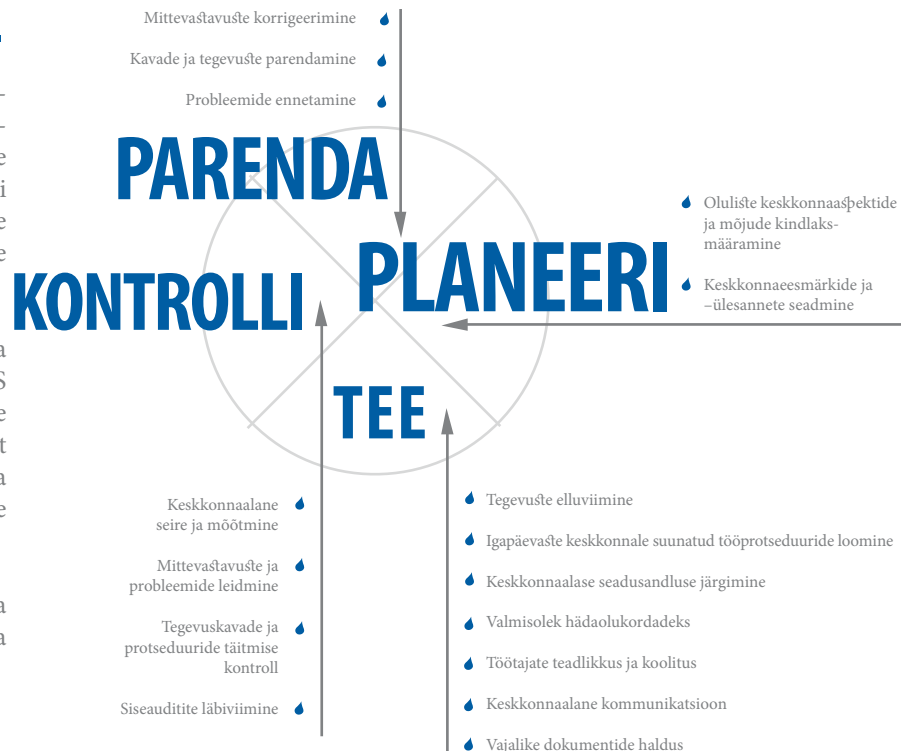 Mittevastavuste korrigeerimine
Kavade ja tegevuste parendamine
Probleemide ennetamine
PARENDA
Oluliste keskkonnaaspektide
ja mõjude kindlaks-
määramine
PLANEERI
Keskkonnaeesmärkide ja
–ülesannete seadmine
KONTROLLI
TEE
Keskkonnaalane
seire ja mõõtmine
Mittevastavuste ja
probleemide leidmine
Tegevuskavade ja
protseduuride täitmise
kontroll
Siseauditite läbiviimine
Tegevuste elluviimine
Igapäevaste keskkonnale suunatud tööprotseduuride loomine
Keskkonnaalase seadusandluse järgimine
Valmisolek hädaolukordadeks
Töötajate teadlikkus ja koolitus
Keskkonnaalane kommunikatsioon
Vajalike dokumentide haldus